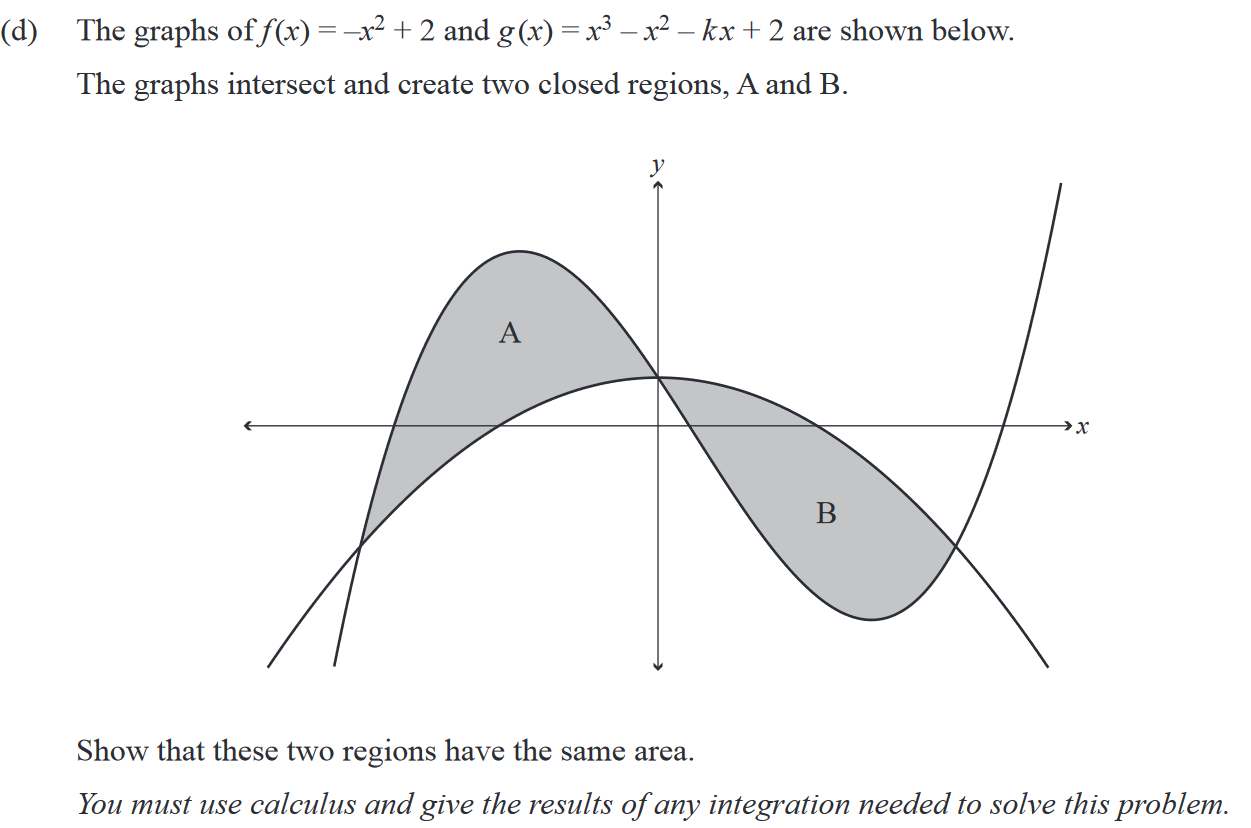 (d) The graphs of f(x) = –x² + 2 and g(x) = x³ – x² – kx + 2 are shown below.
The graphs intersect and create two closed regions, A and B.
y
A
x
B
Show that these two regions have the same area.
You must use calculus and give the results of any integration needed to solve this problem.